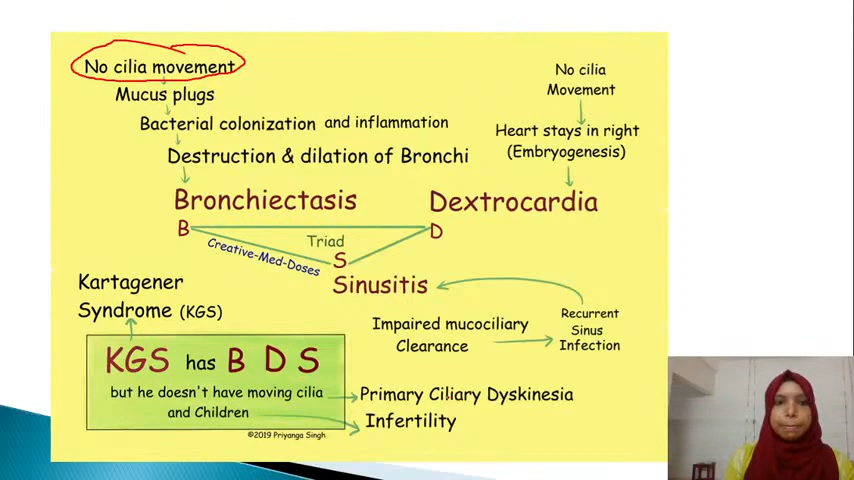 No cilia movement
Mucus plugs
Bacterial colonization and inflammation
Destruction & dilation of Bronchi
Bronchiectasis
B
No cilia
Movement
Heart stays in right
(Embryogenesis)
Dextrocardia
D
Triad
Creative-Med-Doses
S
Sinusitis
Kartagener
Syndrome (KGS)
Impaired mucociliary
Clearance
Recurrent
Sinus
Infection
KGS has B D S
but he doesn't have moving cilia
and Children
Primary Ciliary Dyskinesia
Infertility
©2019 Priyanga Singh